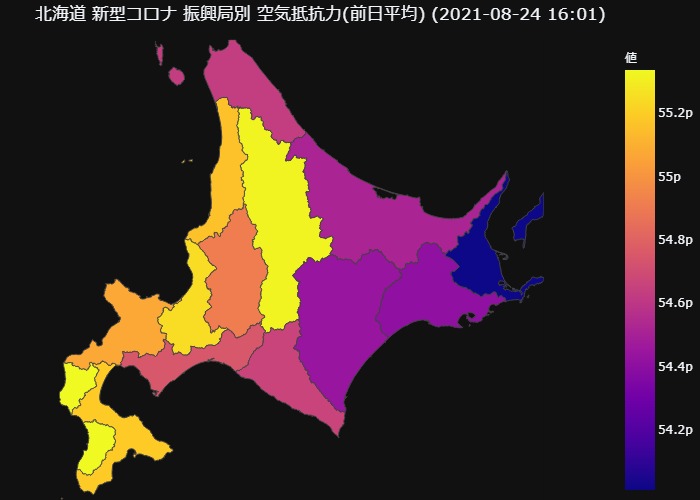 北海道 新型コロナ 振興局別 空気抵抗力(前日平均) (2021-08-24 16:01)
値
55.2p
55p
54.8p
54.6p
54.4p
54.2p